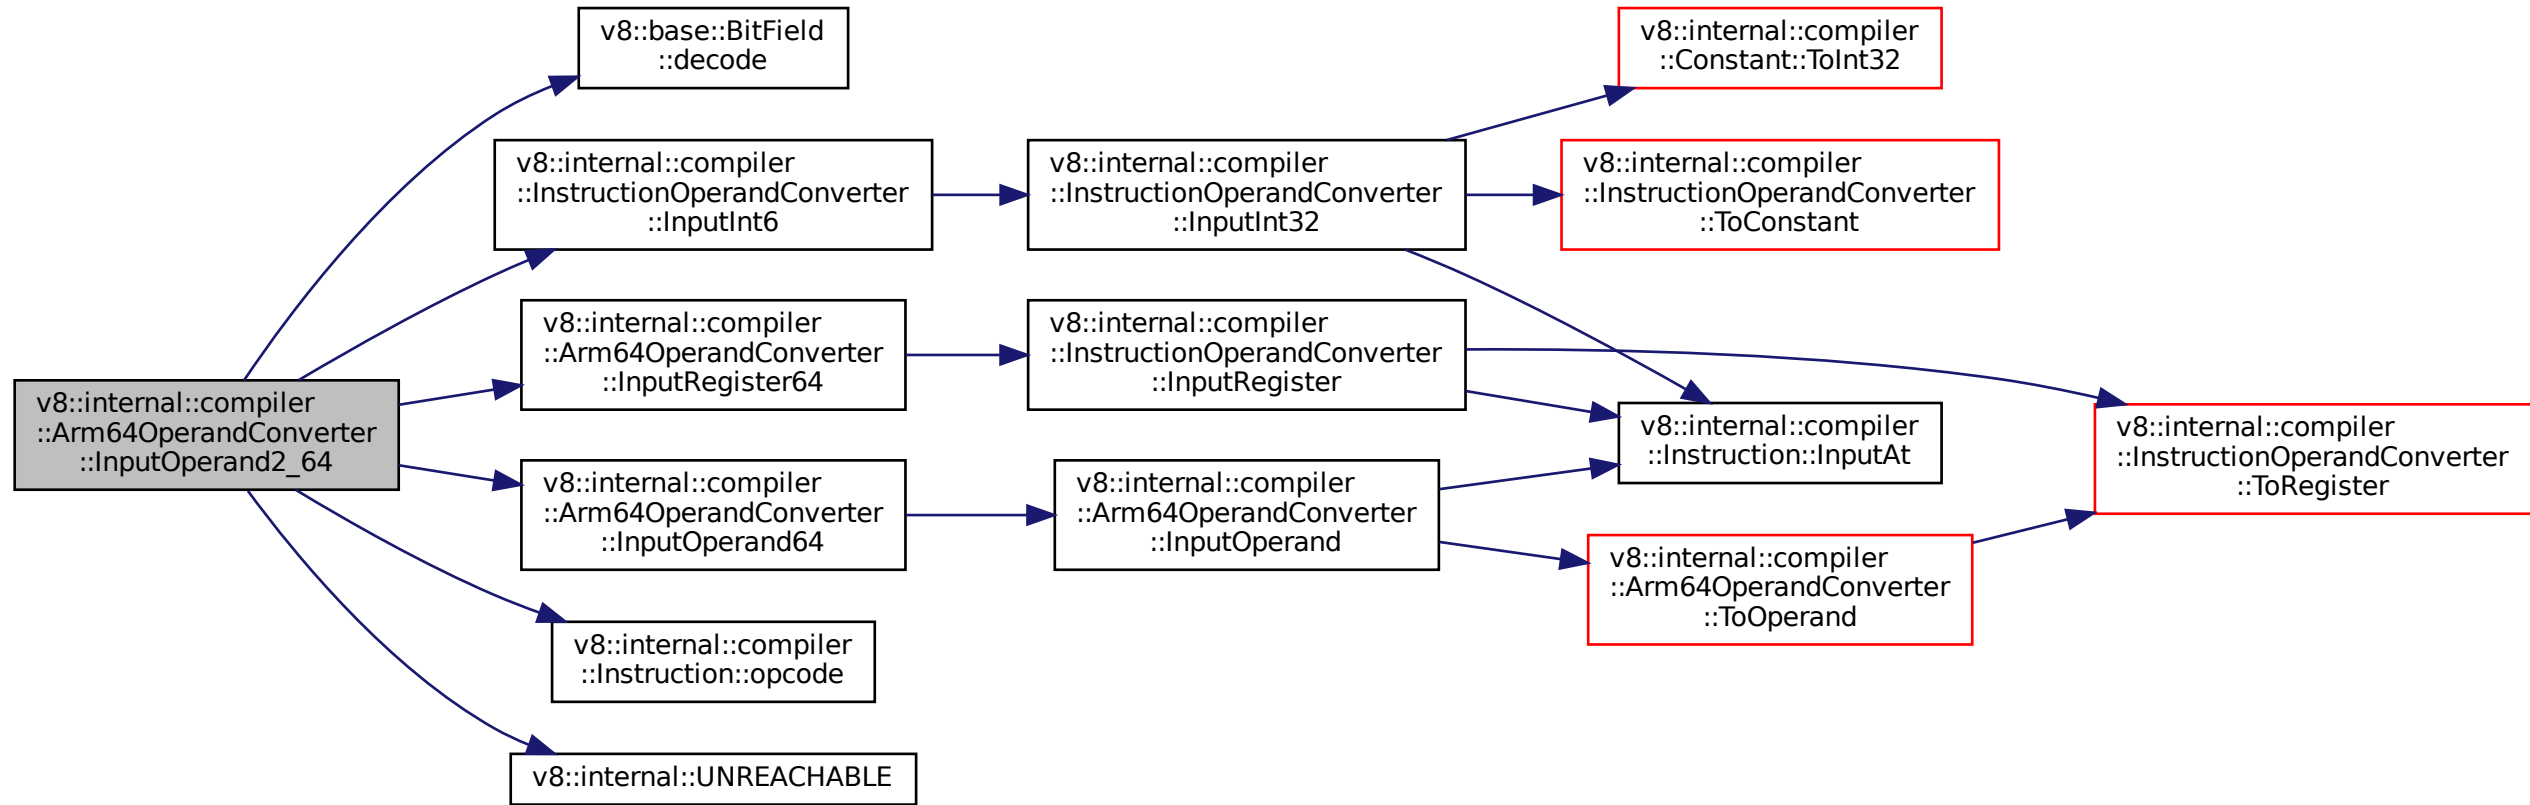 v8::base::BitField
::decode
v8::internal::compiler
::Constant::ToInt32
v8::internal::compiler
::InstructionOperandConverter
::InputInt6
v8::internal::compiler
::InstructionOperandConverter
::InputInt32
v8::internal::compiler
::InstructionOperandConverter
::ToConstant
v8::internal::compiler
::Arm64OperandConverter
::InputRegister64
v8::internal::compiler
::InstructionOperandConverter
::InputRegister
v8::internal::compiler
::Arm64OperandConverter
::InputOperand2_64
v8::internal::compiler
::Instruction::InputAt
v8::internal::compiler
::InstructionOperandConverter
::ToRegister
v8::internal::compiler
::Arm64OperandConverter
::InputOperand64
v8::internal::compiler
::Arm64OperandConverter
::InputOperand
v8::internal::compiler
::Arm64OperandConverter
::ToOperand
v8::internal::compiler
::Instruction::opcode
v8::internal::UNREACHABLE